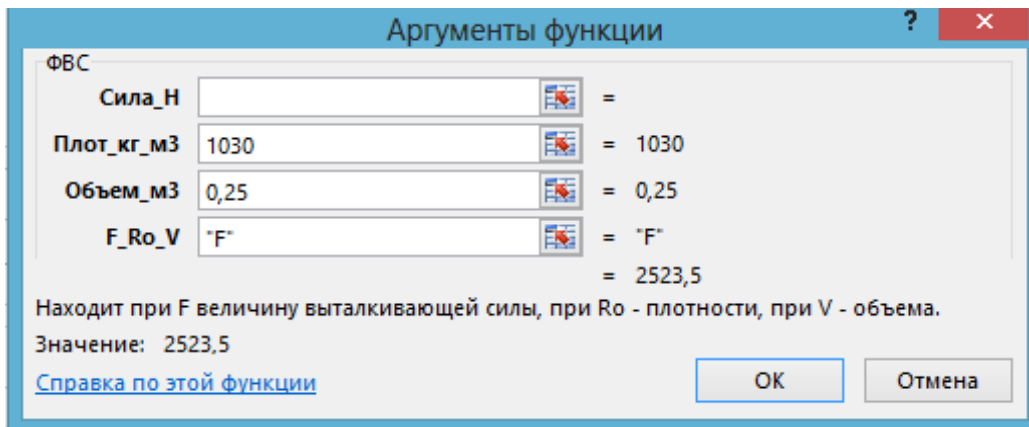 Аргументы функции
? ×
ФВС
Сила_Н =
Плот_кг_м3 1030 = 1030
Объем_м3 0,25 = 0,25
F_Ro_V "F" = "F"
= 2523,5
Находит при F величину выталкивающей силы, при Ro - плотности, при V - объема.
Значение: 2523,5
Справка по этой функции
ОК Отмена